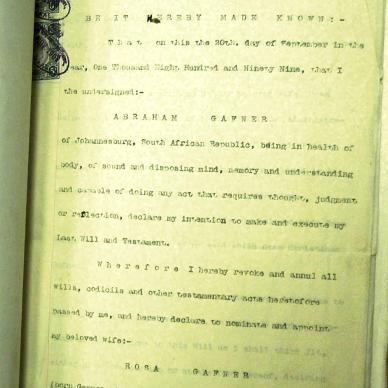 BE IT HEREBY MADE KNOWN:-
That on this the 20th. day of September in the
year, One Thousand Eight Hundred and Ninety Nine, that I
the undersigned:-
ABRAHAM GAFNER
of Johannesburg, South African Republic, being in health of
body, of sound and disposing mind, memory and understanding
and capable of doing any act that requires thought, judgment
or reflection, declare my intention to make and execute my
Last Will and Testament.
Wherefore I hereby revoke and annul all
wills, codicils and other testamentary acts heretofore
passed by me, and hereby declare to nominate and appoint
my beloved wife:-
ROSA GAFNER
(born